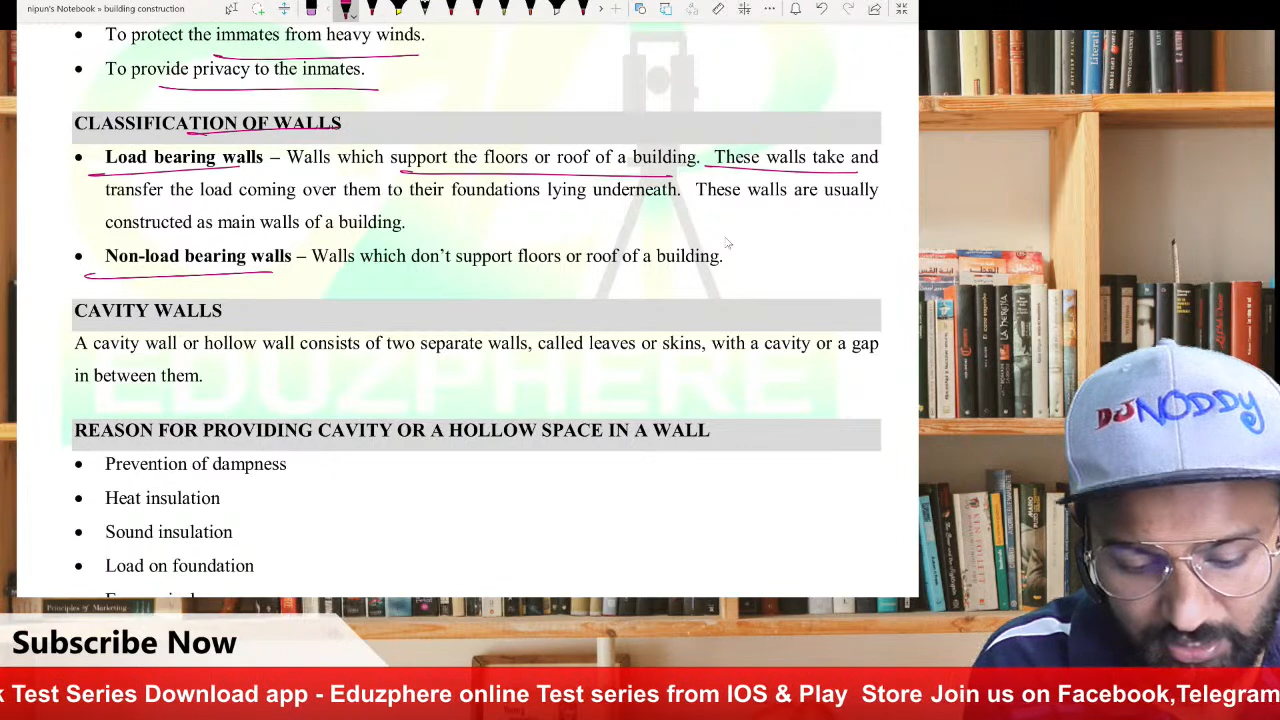 nipun's Notebook » building construction
To protect the immates from heavy winds.
To provide privacy to the inmates.
CLASSIFICATION OF WALLS
Load bearing walls – Walls which support the floors or roof of a building. These walls take and
transfer the load coming over them to their foundations lying underneath. These walls are usually
constructed as main walls of a building.
Non-load bearing walls – Walls which don't support floors or roof of a building.
CAVITY WALLS
A cavity wall or hollow wall consists of two separate walls, called leaves or skins, with a cavity or a gap
in between them.
REASON FOR PROVIDING CAVITY OR A HOLLOW SPACE IN A WALL
Prevention of dampness
Heat insulation
Sound insulation
Load on foundation
EDUZPHERE
DJ NODDY
Principles of Marketing
Subscribe Now
k Test Series Download app - Eduzphere online Test series from IOS & Play Store Join us on Facebook,Telegram